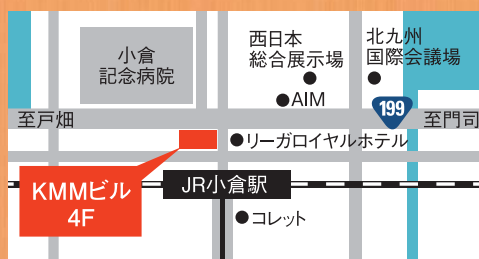 小倉
記念病院
西日本
総合展示場
北九州
国際会議場
AIM
199
至戸畑
至門司
リーガロイヤルホテル
KMMビル
4F
JR小倉駅
コレット